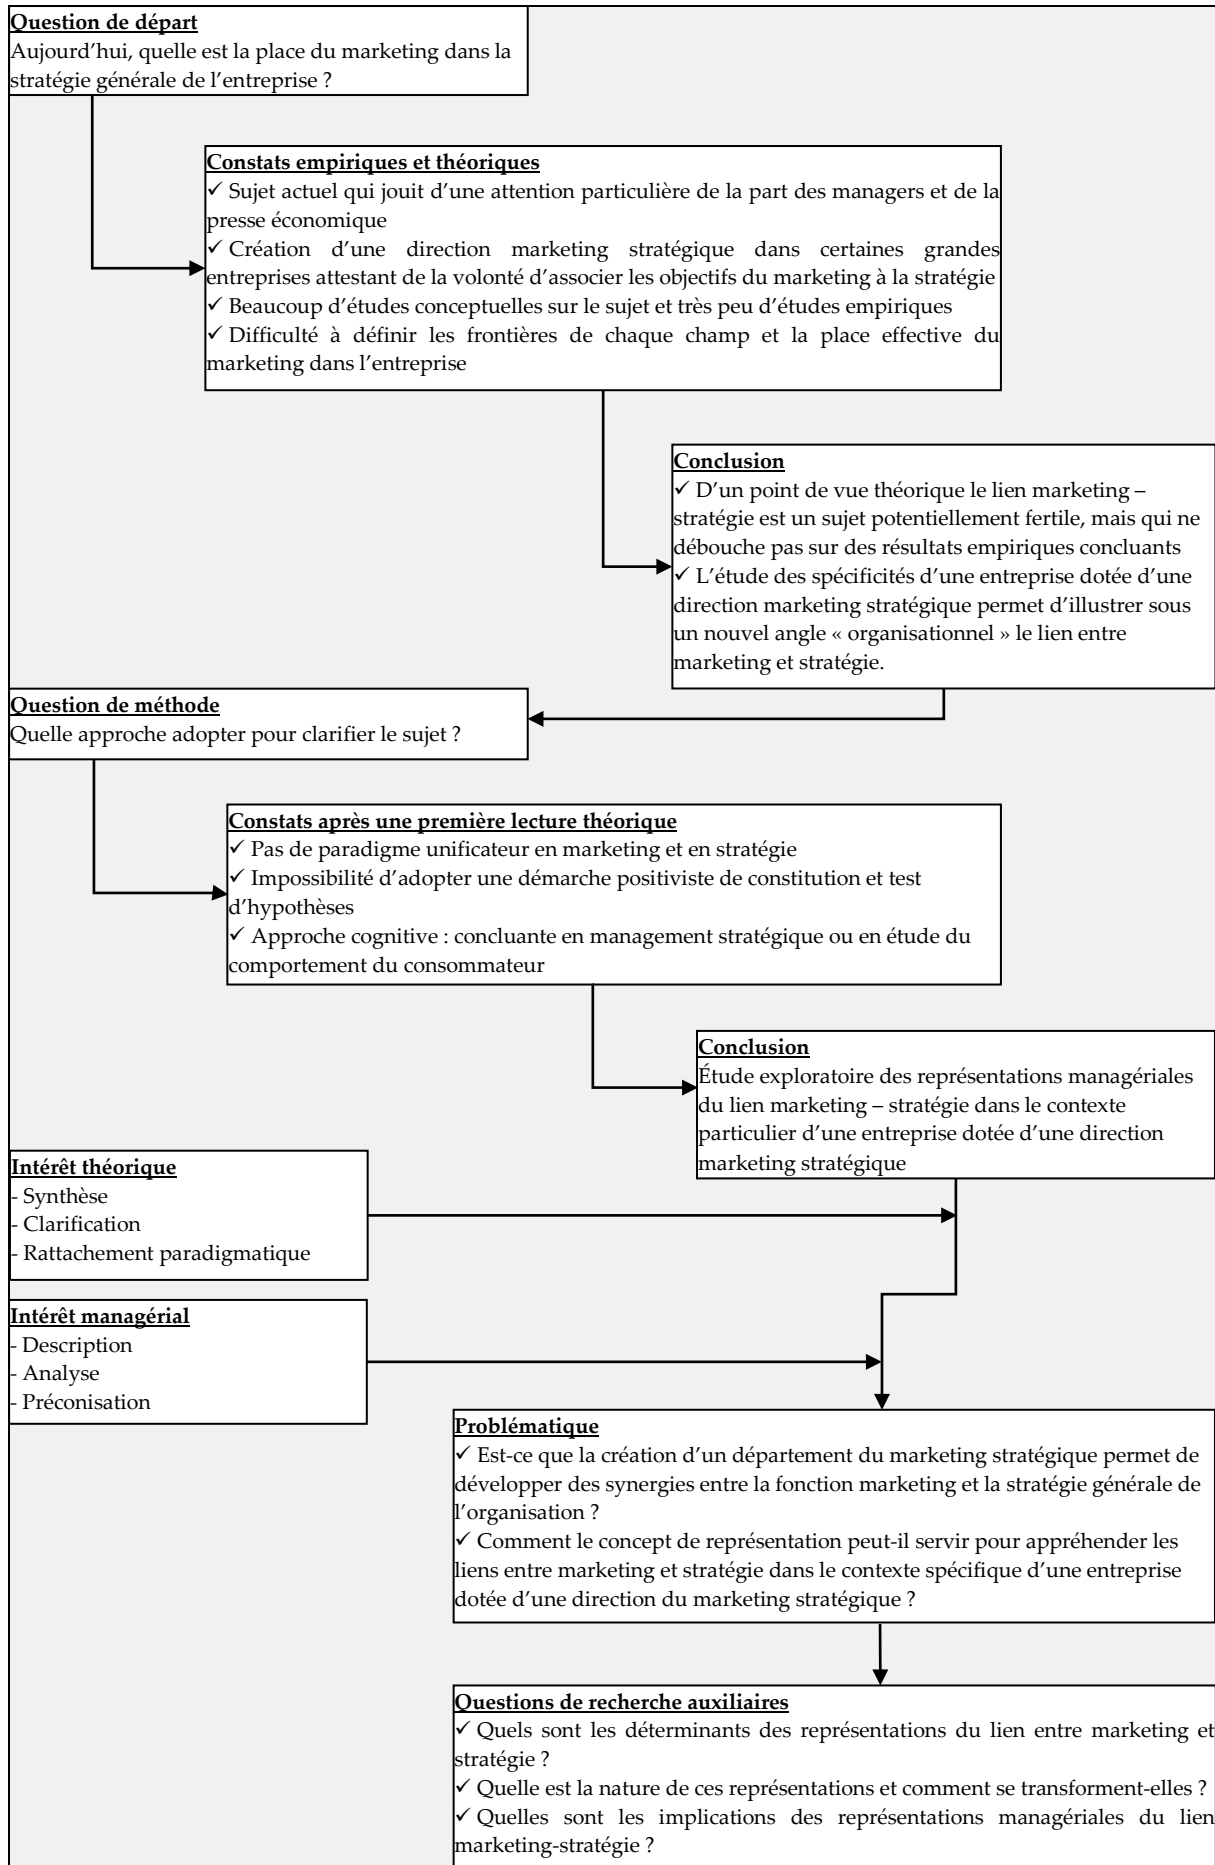 Question de départ
Aujourd’hui, quelle est la place du marketing dans la
stratégie générale de l’entreprise ?
Constats empiriques et théoriques
✓ Sujet actuel qui jouit d’une attention particulière de la part des managers et de la
presse économique
✓ Création d’une direction marketing stratégique dans certaines grandes
entreprises attestant de la volonté d’associer les objectifs du marketing à la stratégie
✓ Beaucoup d’études conceptuelles sur le sujet et très peu d’études empiriques
✓ Difficulté à définir les frontières de chaque champ et la place effective du
marketing dans l’entreprise
Conclusion
✓ D’un point de vue théorique le lien marketing –
stratégie est un sujet potentiellement fertile, mais qui ne
débouche pas sur des résultats empiriques concluants
✓ L’étude des spécificités d’une entreprise dotée d’une
direction marketing stratégique permet d’illustrer sous
un nouvel angle « organisationnel » le lien entre
marketing et stratégie.
Question de méthode
Quelle approche adopter pour clarifier le sujet ?
Constats après une première lecture théorique
✓ Pas de paradigme unificateur en marketing et en stratégie
✓ Impossibilité d’adopter une démarche positiviste de constitution et test
d’hypothèses
✓ Approche cognitive : concluante en management stratégique ou en étude du
comportement du consommateur
Conclusion
Étude exploratoire des représentations managériales
du lien marketing – stratégie dans le contexte
particulier d’une entreprise dotée d’une direction
marketing stratégique
Intérêt théorique
- Synthèse
- Clarification
- Rattachement paradigmatique
Intérêt managérial
- Description
- Analyse
- Préconisation
Problématique
✓ Est-ce que la création d’un département du marketing stratégique permet de
développer des synergies entre la fonction marketing et la stratégie générale de
l’organisation ?
✓ Comment le concept de représentation peut-il servir pour appréhender les
liens entre marketing et stratégie dans le contexte spécifique d’une entreprise
dotée d’une direction du marketing stratégique ?
Questions de recherche auxiliaires
✓ Quels sont les déterminants des représentations du lien entre marketing et
stratégie ?
✓ Quelle est la nature de ces représentations et comment se transforment-elles ?
✓ Quelles sont les implications des représentations managériales du lien
marketing-stratégie ?